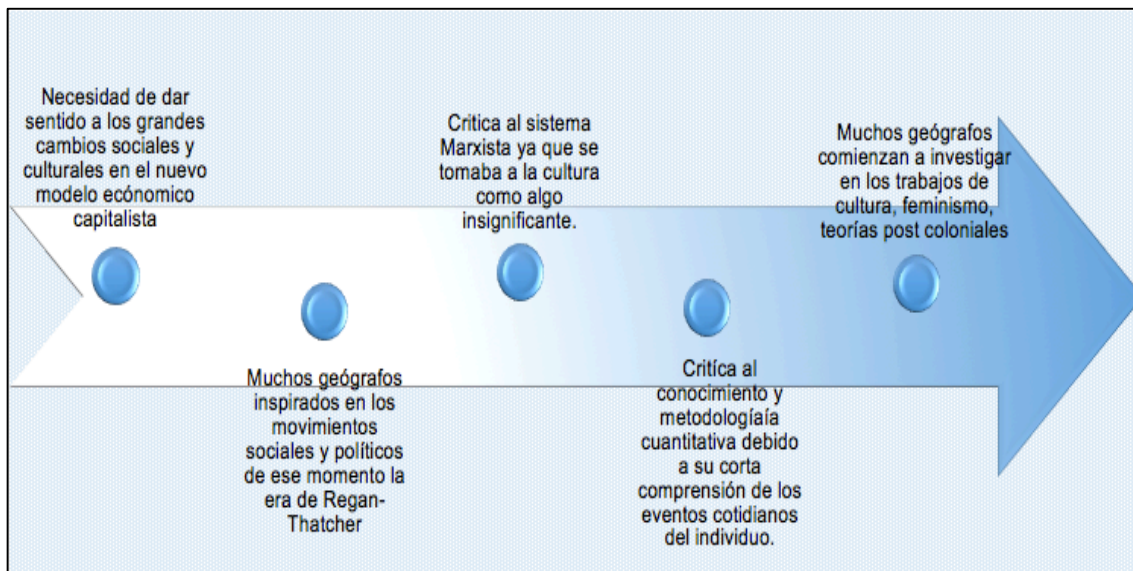 Necesidad de dar
sentido a los grandes
cambios sociales y
culturales en el nuevo
modelo ecónomico
capitalista
Muchos geógrafos
inspirados en los
movimientos
sociales y políticos
de ese momento la
era de Regan-
Thatcher
Critica al sistema
Marxista ya que se
tomaba a la cultura
como algo
insignificante.
Critíca al
conocimiento y
metodologíaía
cuantitativa debido
a su corta
comprensión de los
eventos cotidianos
del individuo.
Muchos geógrafos
comienzan a investigar
en los trabajos de
cultura, feminismo,
teorías post coloniales